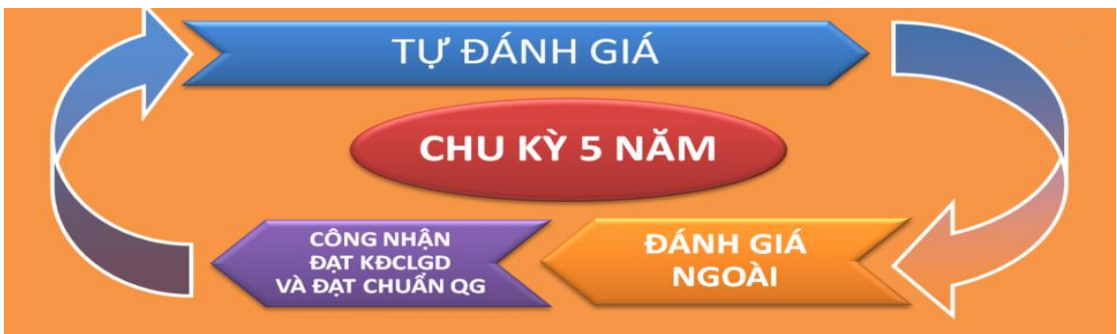 TỰ ĐÁNH GIÁ
CHU KỲ 5 NĂM
CÔNG NHẬN
ĐẠT KĐCLGD
VÀ ĐẠT CHUẨN QG
ĐÁNH GIÁ
NGOÀI